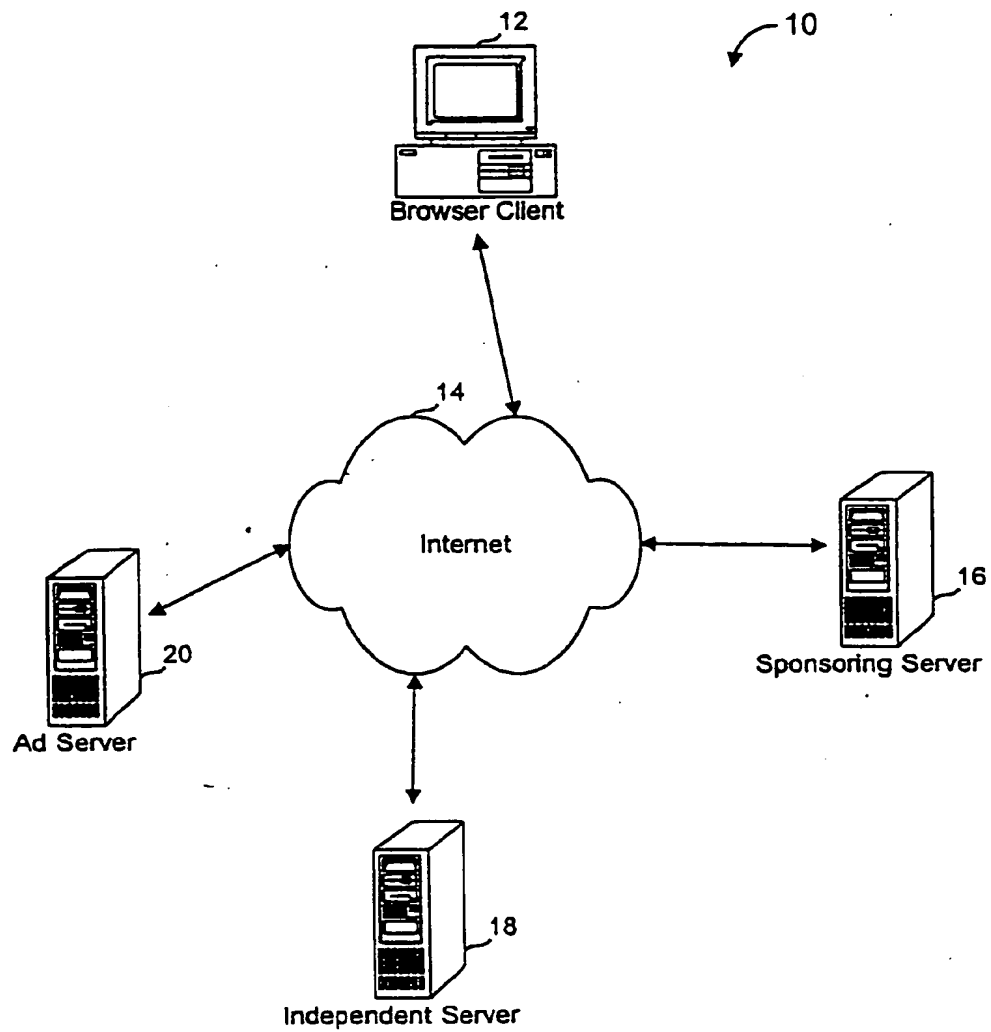 12
10
Browser Client
14
Internet
16
Sponsoring Server
20
Ad Server
18
Independent Server